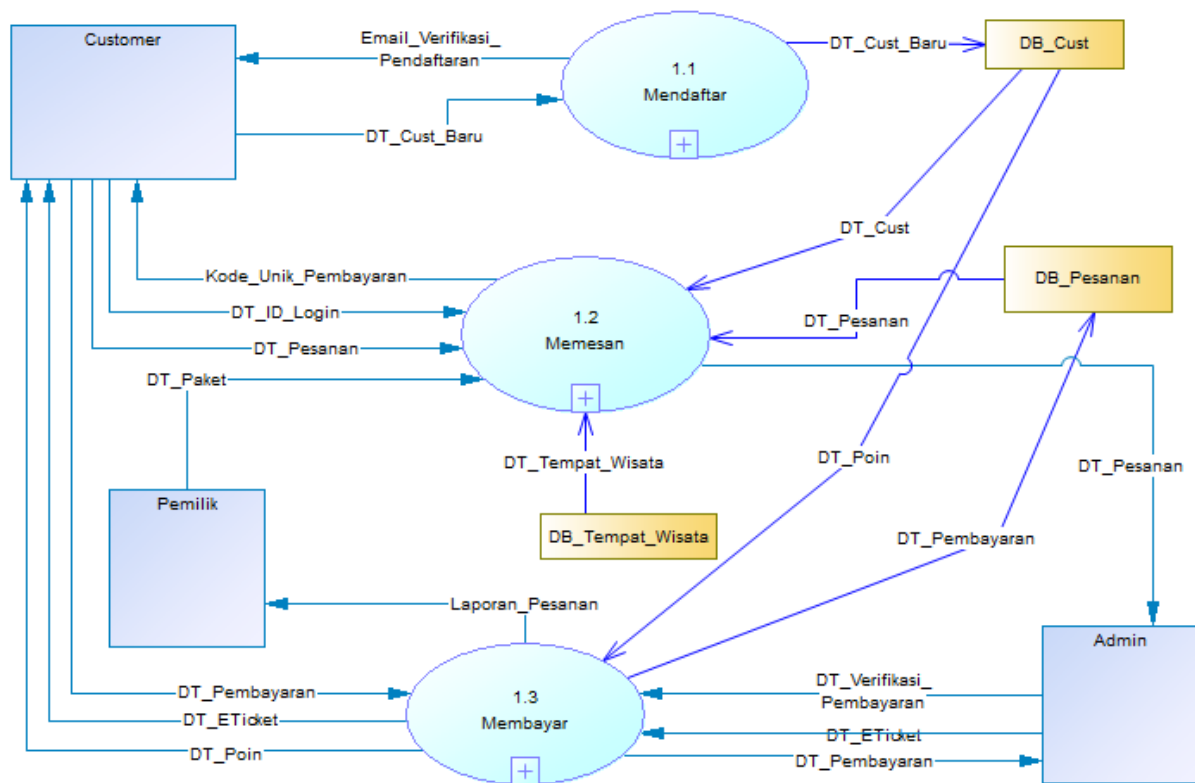 Customer
Email_Verifikasi_
Pendaftaran
1.1
Mendaftar
DT_Cust_Baru
DB_Cust
DT_Cust_Baru
DT_Cust
Kode_Unik_Pembayaran
DB_Pesanan
DT_ID_Login
1.2
Memesan
DT_Pesanan
DT_Pesanan
DT_Paket
DT_Tempat_Wisata
DT_Poin
DT_Pesanan
Pemilik
DB_Tempat_Wisata
DT_Pembayaran
Laporan_Pesanan
Admin
DT_Pembayaran
1.3
Membayar
DT_Verifikasi_
Pembayaran
DT_ETicket
DT_ETicket
DT_Poin
DT_Pembayaran